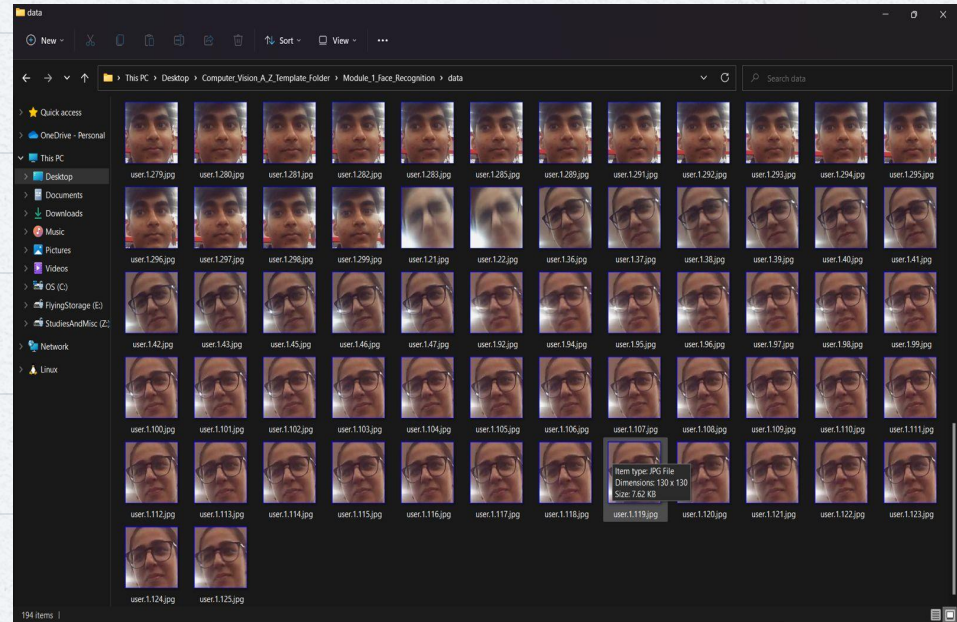 data
New
Sort
View
This PC > Desktop > Computer_Vision_A_Z_Template_Folder > Module_1_Face_Recognition > data
Search data
Quick access
OneDrive - Personal
This PC
Desktop
Documents
Downloads
Music
Pictures
Videos
OS (C:)
FlyingStorage (E:)
StudiesAndMisc (Z:)
Network
Linux
user.1.279.jpg user.1.280.jpg user.1.281.jpg user.1.282.jpg user.1.283.jpg user.1.285.jpg user.1.289.jpg user.1.291.jpg user.1.292.jpg user.1.293.jpg user.1.294.jpg user.1.295.jpg
user.1.296.jpg user.1.297.jpg user.1.298.jpg user.1.299.jpg user.1.21.jpg user.1.22.jpg user.1.36.jpg user.1.37.jpg user.1.38.jpg user.1.39.jpg user.1.40.jpg user.1.41.jpg
user.1.42.jpg user.1.43.jpg user.1.45.jpg user.1.46.jpg user.1.47.jpg user.1.92.jpg user.1.94.jpg user.1.95.jpg user.1.96.jpg user.1.97.jpg user.1.98.jpg user.1.99.jpg
user.1.100.jpg user.1.101.jpg user.1.102.jpg user.1.103.jpg user.1.104.jpg user.1.105.jpg user.1.106.jpg user.1.107.jpg user.1.108.jpg user.1.109.jpg user.1.110.jpg user.1.111.jpg
Item type: JPG File
Dimensions: 130 x 130
Size: 7.62 KB
user.1.112.jpg user.1.113.jpg user.1.114.jpg user.1.115.jpg user.1.116.jpg user.1.117.jpg user.1.118.jpg user.1.119.jpg user.1.120.jpg user.1.121.jpg user.1.122.jpg user.1.123.jpg
user.1.124.jpg user.1.125.jpg
194 items